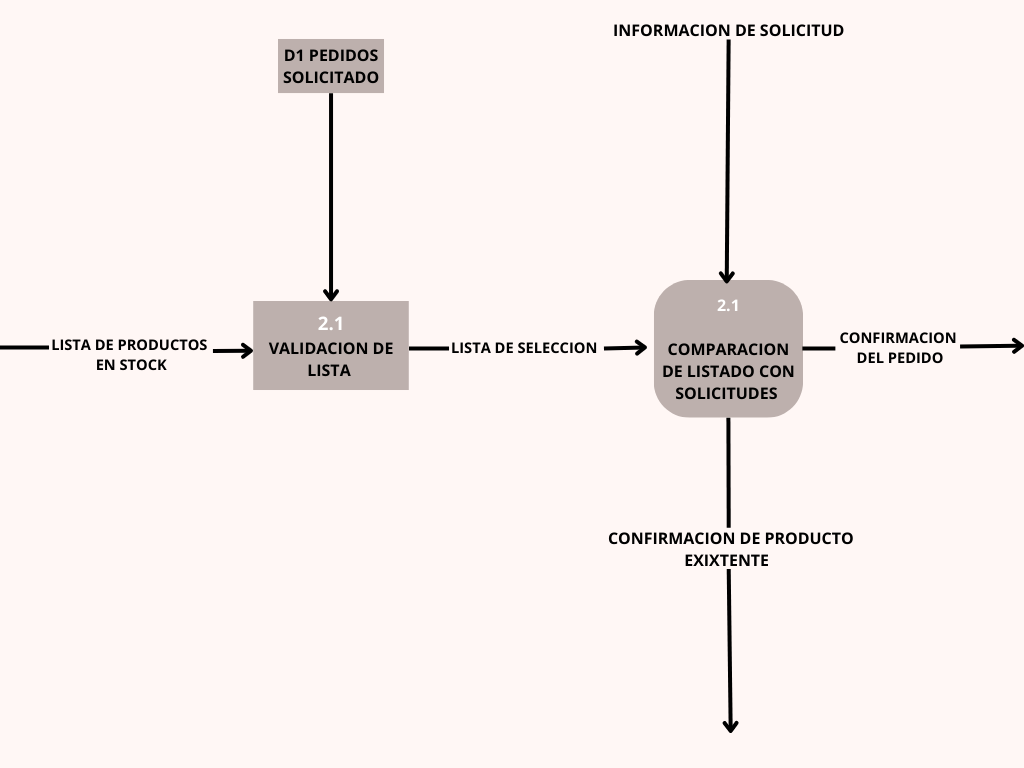 INFORMACION DE SOLICITUD
D1 PEDIDOS
SOLICITADO
LISTA DE PRODUCTOS
EN STOCK
2.1
VALIDACION DE
LISTA
LISTA DE SELECCION
2.1
COMPARACION
DE LISTADO CON
SOLICITUDES
CONFIRMACION
DEL PEDIDO
CONFIRMACION DE PRODUCTO
EXIXTENTE